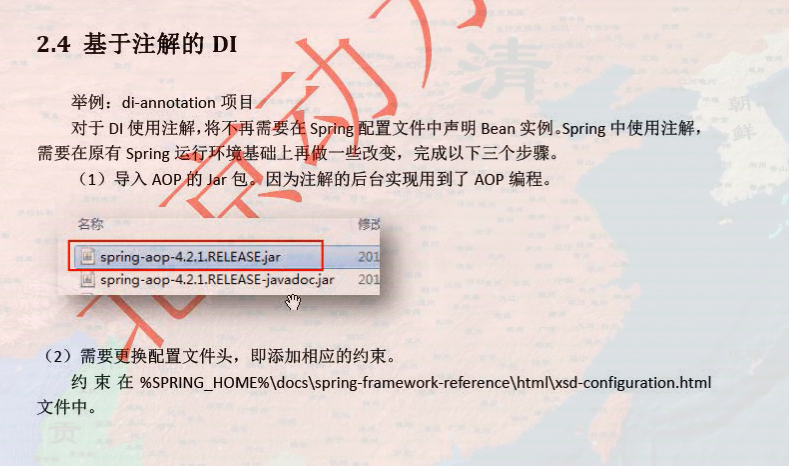 2.4 基于注解的 DI
举例：di-annotation 项目
对于 DI 使用注解，将不再需要在 Spring 配置文件中声明 Bean 实例。Spring 中使用注解，
需要在原有 Spring 运行环境基础上再做一些改变，完成以下三个步骤。
（1）导入 AOP 的 Jar 包。因为注解的后台实现用到了 AOP 编程。
名称 修改
spring-aop-4.2.1.RELEASE.jar 201
spring-aop-4.2.1.RELEASE-javadoc.jar 201
（2）需要更换配置文件头，即添加相应的约束。
约 束 在 %SPRING_HOME%\docs\spring-framework-reference\html\xsd-configuration.html
文件中。
北京动力
清
朝
鲜
贡